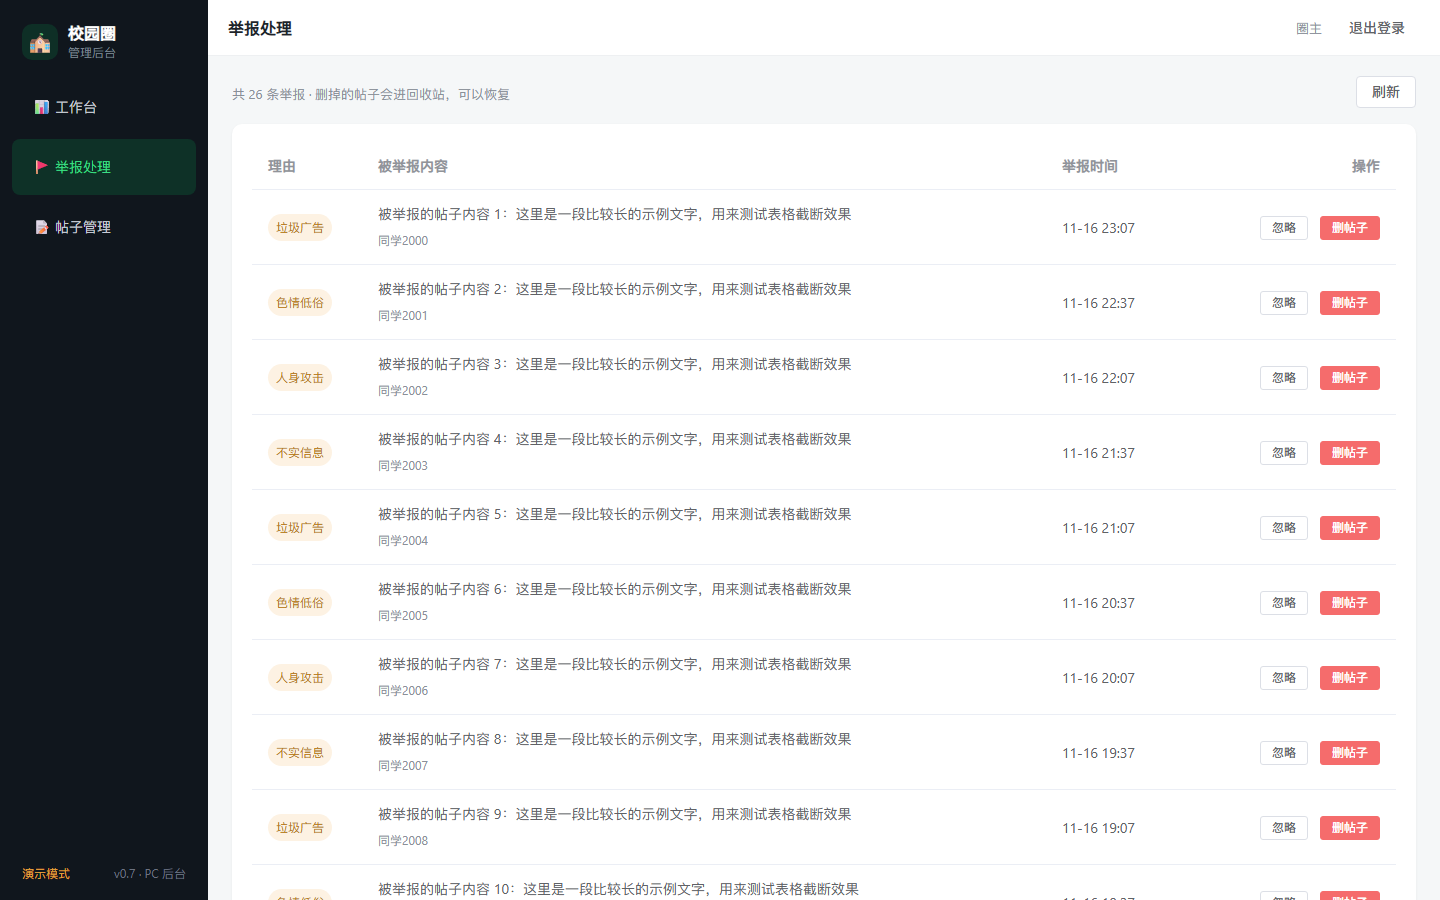 校园圈
管理后台
工作台
举报处理
帖子管理
演示模式
v0.7 · PC 后台
举报处理
圈主
退出登录
共 26 条举报 · 删掉的帖子会进回收站，可以恢复
刷新
理由 被举报内容 举报时间 操作
垃圾广告 被举报的帖子内容 1：这里是一段比较长的示例文字，用来测试表格截断效果 11-16 23:07 忽略 删帖子
同学2000
色情低俗 被举报的帖子内容 2：这里是一段比较长的示例文字，用来测试表格截断效果 11-16 22:37 忽略 删帖子
同学2001
人身攻击 被举报的帖子内容 3：这里是一段比较长的示例文字，用来测试表格截断效果 11-16 22:07 忽略 删帖子
同学2002
不实信息 被举报的帖子内容 4：这里是一段比较长的示例文字，用来测试表格截断效果 11-16 21:37 忽略 删帖子
同学2003
垃圾广告 被举报的帖子内容 5：这里是一段比较长的示例文字，用来测试表格截断效果 11-16 21:07 忽略 删帖子
同学2004
色情低俗 被举报的帖子内容 6：这里是一段比较长的示例文字，用来测试表格截断效果 11-16 20:37 忽略 删帖子
同学2005
人身攻击 被举报的帖子内容 7：这里是一段比较长的示例文字，用来测试表格截断效果 11-16 20:07 忽略 删帖子
同学2006
不实信息 被举报的帖子内容 8：这里是一段比较长的示例文字，用来测试表格截断效果 11-16 19:37 忽略 删帖子
同学2007
垃圾广告 被举报的帖子内容 9：这里是一段比较长的示例文字，用来测试表格截断效果 11-16 19:07 忽略 删帖子
同学2008
被举报的帖子内容 10：这里是一段比较长的示例文字，用来测试表格截断效果